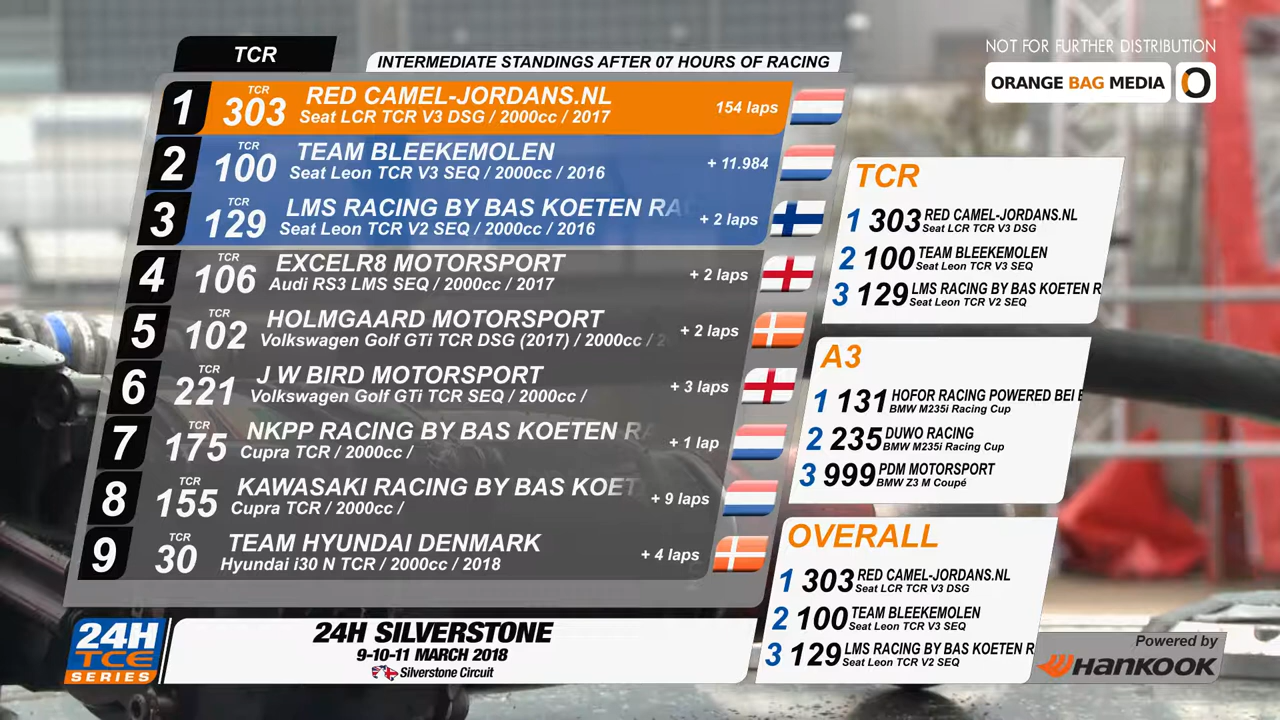 TCR
INTERMEDIATE STANDINGS AFTER 07 HOURS OF RACING
1 TCR 303 RED CAMEL-JORDANS.NL 154 laps
Seat LCR TCR V3 DSG / 2000cc / 2017
2 TCR 100 TEAM BLEEKEMOLEN + 11.984
Seat Leon TCR V3 SEQ / 2000cc / 2016
3 TCR 129 LMS RACING BY BAS KOETEN RAC + 2 laps
Seat Leon TCR V2 SEQ / 2000cc / 2016
4 TCR 106 EXCELR8 MOTORSPORT + 2 laps
Audi RS3 LMS SEQ / 2000cc / 2017
5 TCR 102 HOLMGAARD MOTORSPORT + 2 laps
Volkswagen Golf GTi TCR DSG (2017) / 2000cc / 2
6 TCR 221 J W BIRD MOTORSPORT + 3 laps
Volkswagen Golf GTi TCR SEQ / 2000cc /
7 TCR 175 NKPP RACING BY BAS KOETEN RA + 1 lap
Cupra TCR / 2000cc /
8 TCR 155 KAWASAKI RACING BY BAS KOET + 9 laps
Cupra TCR / 2000cc /
9 TCR 30 TEAM HYUNDAI DENMARK + 4 laps
Hyundai i30 N TCR / 2000cc / 2018
NOT FOR FURTHER DISTRIBUTION
ORANGE BAG MEDIA O
TCR
1 303 RED CAMEL-JORDANS.NL
Seat LCR TCR V3 DSG
2 100 TEAM BLEEKEMOLEN
Seat Leon TCR V3 SEQ
3 129 LMS RACING BY BAS KOETEN R
Seat Leon TCR V2 SEQ
A3
1 131 HOFOR RACING POWERED BEI B
BMW M235i Racing Cup
2 235 DUWO RACING
BMW M235i Racing Cup
3 999 PDM MOTORSPORT
BMW Z3 M Coupé
OVERALL
1 303 RED CAMEL-JORDANS.NL
Seat LCR TCR V3 DSG
2 100 TEAM BLEEKEMOLEN
Seat Leon TCR V3 SEQ
3 129 LMS RACING BY BAS KOETEN R
Seat Leon TCR V2 SEQ
24H
TCE
SERIES
24H SILVERSTONE
9-10-11 MARCH 2018
Silverstone Circuit
Powered by
HANKOOK